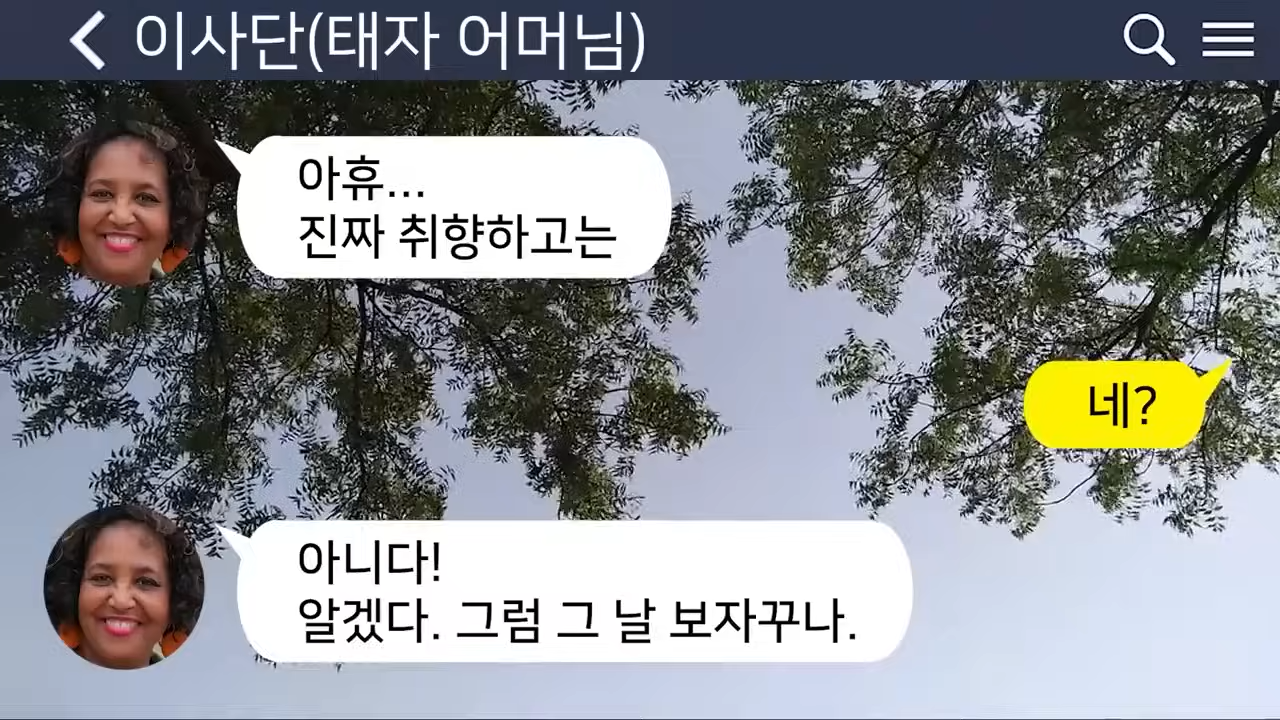 이사단(태자 어머님)
아휴...
진짜 취향하고는
네?
아니다!
알겠다. 그럼 그 날 보자꾸나.